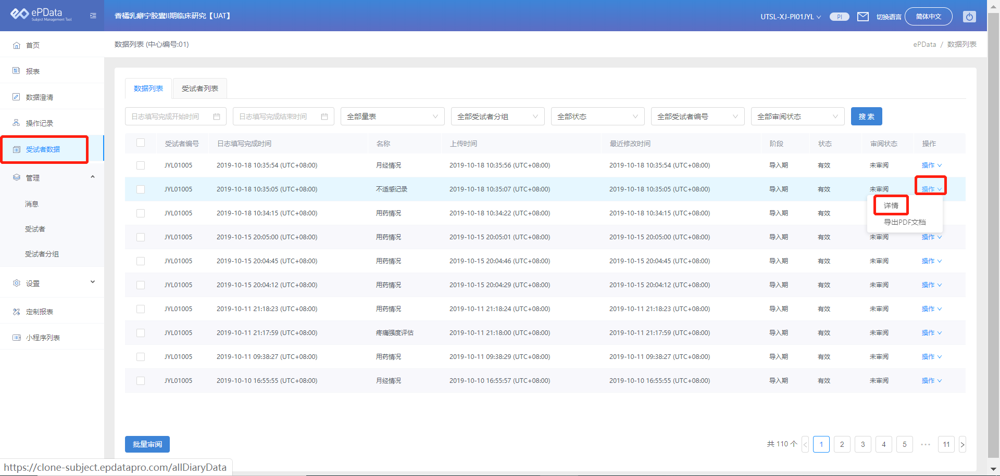 ePData
Subject Management Tool
香橘乳癖宁胶囊II期临床研究【UAT】
UTSL-XJ-PI01JYL
PI
切换语言
简体中文
首页
报表
数据澄清
操作记录
受试者数据
管理
消息
受试者
受试者分组
设置
定制报表
小程序列表
数据列表 (中心编号:01)
ePData / 数据列表
数据列表 受试者列表
日志填写完成开始时间 日志填写完成结束时间 全部量表 全部受试者分组 全部状态 全部受试者编号 全部审阅状态 搜 索
受试者编号 日志填写完成时间 名称 上传时间 最近修改时间 阶段 状态 审阅状态 操作
JYL01005 2019-10-18 10:35:54 (UTC+08:00) 月经情况 2019-10-18 10:35:56 (UTC+08:00) 2019-10-18 10:35:54 (UTC+08:00) 导入期 有效 未审阅 操作
JYL01005 2019-10-18 10:35:05 (UTC+08:00) 不适感记录 2019-10-18 10:35:07 (UTC+08:00) 2019-10-18 10:35:05 (UTC+08:00) 导入期 有效 未审阅 操作
详情
导出PDF文档
JYL01005 2019-10-18 10:34:15 (UTC+08:00) 用药情况 2019-10-18 10:34:22 (UTC+08:00) 2019-10-18 10:34:15 (UTC+08:00) 导入期 有效
JYL01005 2019-10-15 20:05:00 (UTC+08:00) 用药情况 2019-10-15 20:05:01 (UTC+08:00) 2019-10-15 20:05:00 (UTC+08:00) 导入期 有效 未审阅 操作
JYL01005 2019-10-15 20:04:45 (UTC+08:00) 用药情况 2019-10-15 20:04:46 (UTC+08:00) 2019-10-15 20:04:45 (UTC+08:00) 导入期 有效 未审阅 操作
JYL01005 2019-10-15 20:04:12 (UTC+08:00) 用药情况 2019-10-15 20:04:29 (UTC+08:00) 2019-10-15 20:04:12 (UTC+08:00) 导入期 有效 未审阅 操作
JYL01005 2019-10-11 21:18:23 (UTC+08:00) 用药情况 2019-10-11 21:18:24 (UTC+08:00) 2019-10-11 21:18:23 (UTC+08:00) 导入期 有效 未审阅 操作
JYL01005 2019-10-11 21:17:59 (UTC+08:00) 疼痛强度评估 2019-10-11 21:18:00 (UTC+08:00) 2019-10-11 21:17:59 (UTC+08:00) 导入期 有效 未审阅 操作
JYL01005 2019-10-11 09:38:27 (UTC+08:00) 用药情况 2019-10-11 09:38:29 (UTC+08:00) 2019-10-11 09:38:27 (UTC+08:00) 导入期 有效 未审阅 操作
JYL01005 2019-10-10 16:55:55 (UTC+08:00) 月经情况 2019-10-10 16:55:57 (UTC+08:00) 2019-10-10 16:55:55 (UTC+08:00) 导入期 有效 未审阅 操作
批量审阅
共 110 个 < 1 2 3 4 5 ••• 11 >
https://clone-subject.epdatapro.com/allDiaryData